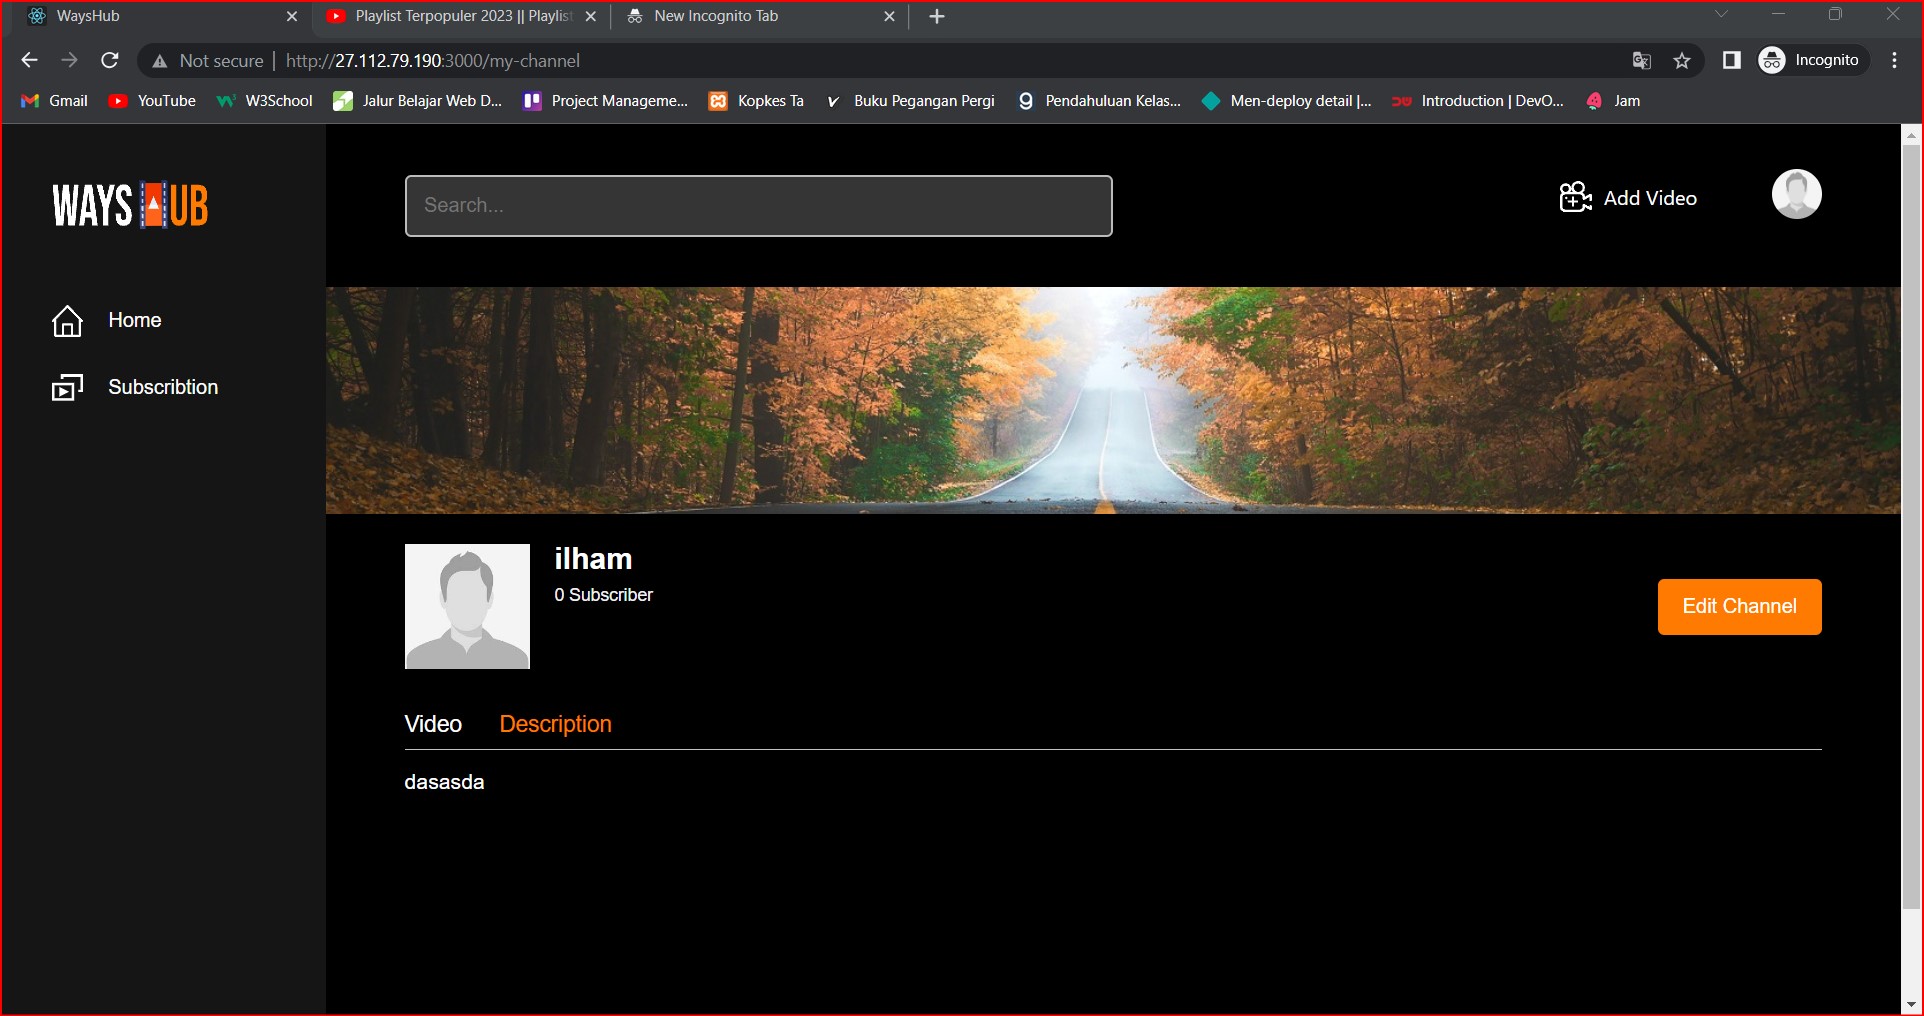 WaysHub
Playlist Terpopuler 2023 || Playlist
New Incognito Tab
Not secure
http://27.112.79.190:3000/my-channel
Incognito
Gmail
YouTube
W3School
Jalur Belajar Web D...
Project Manageme...
Kopkes Ta
Buku Pegangan Pergi
Pendahuluan Kelas...
Men-deploy detail |...
Introduction | DevO...
Jam
WAYSHUB
Search...
Add Video
Home
Subscribtion
ilham
0 Subscriber
Edit Channel
Video
Description
dasasda